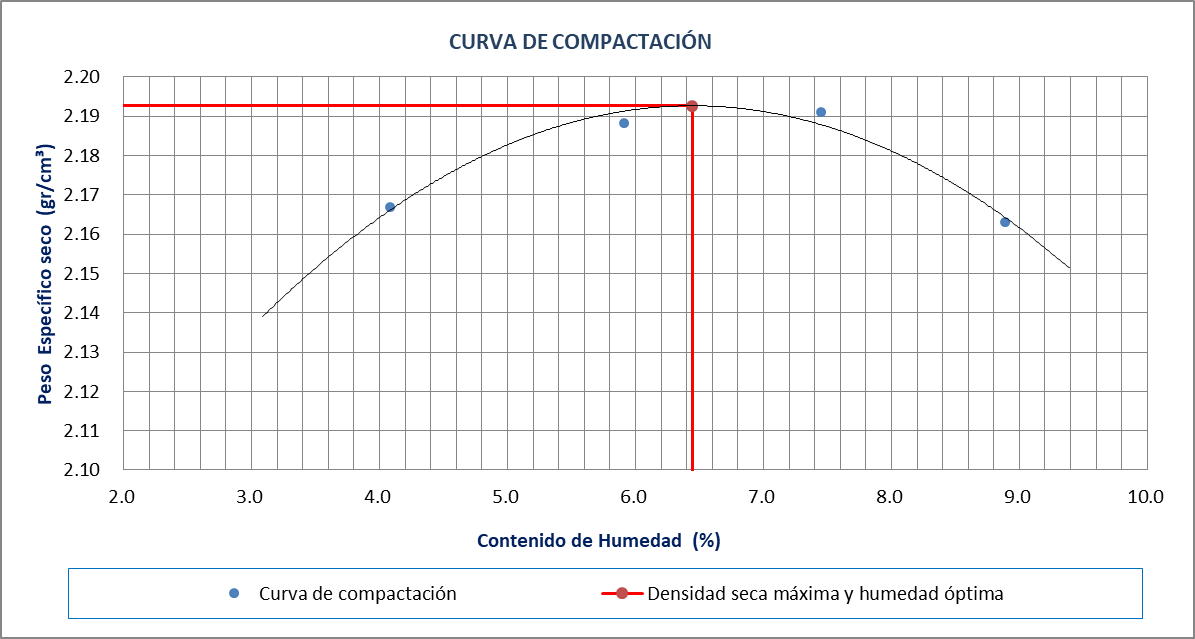 CURVA DE COMPACTACIÓN
2.20
2.19
2.18
2.17
2.16
2.15
2.14
2.13
2.12
2.11
2.10
Peso Específico seco (gr/cm³)
2.0 3.0 4.0 5.0 6.0 7.0 8.0 9.0 10.0
Contenido de Humedad (%)
Curva de compactación Densidad seca máxima y humedad óptima